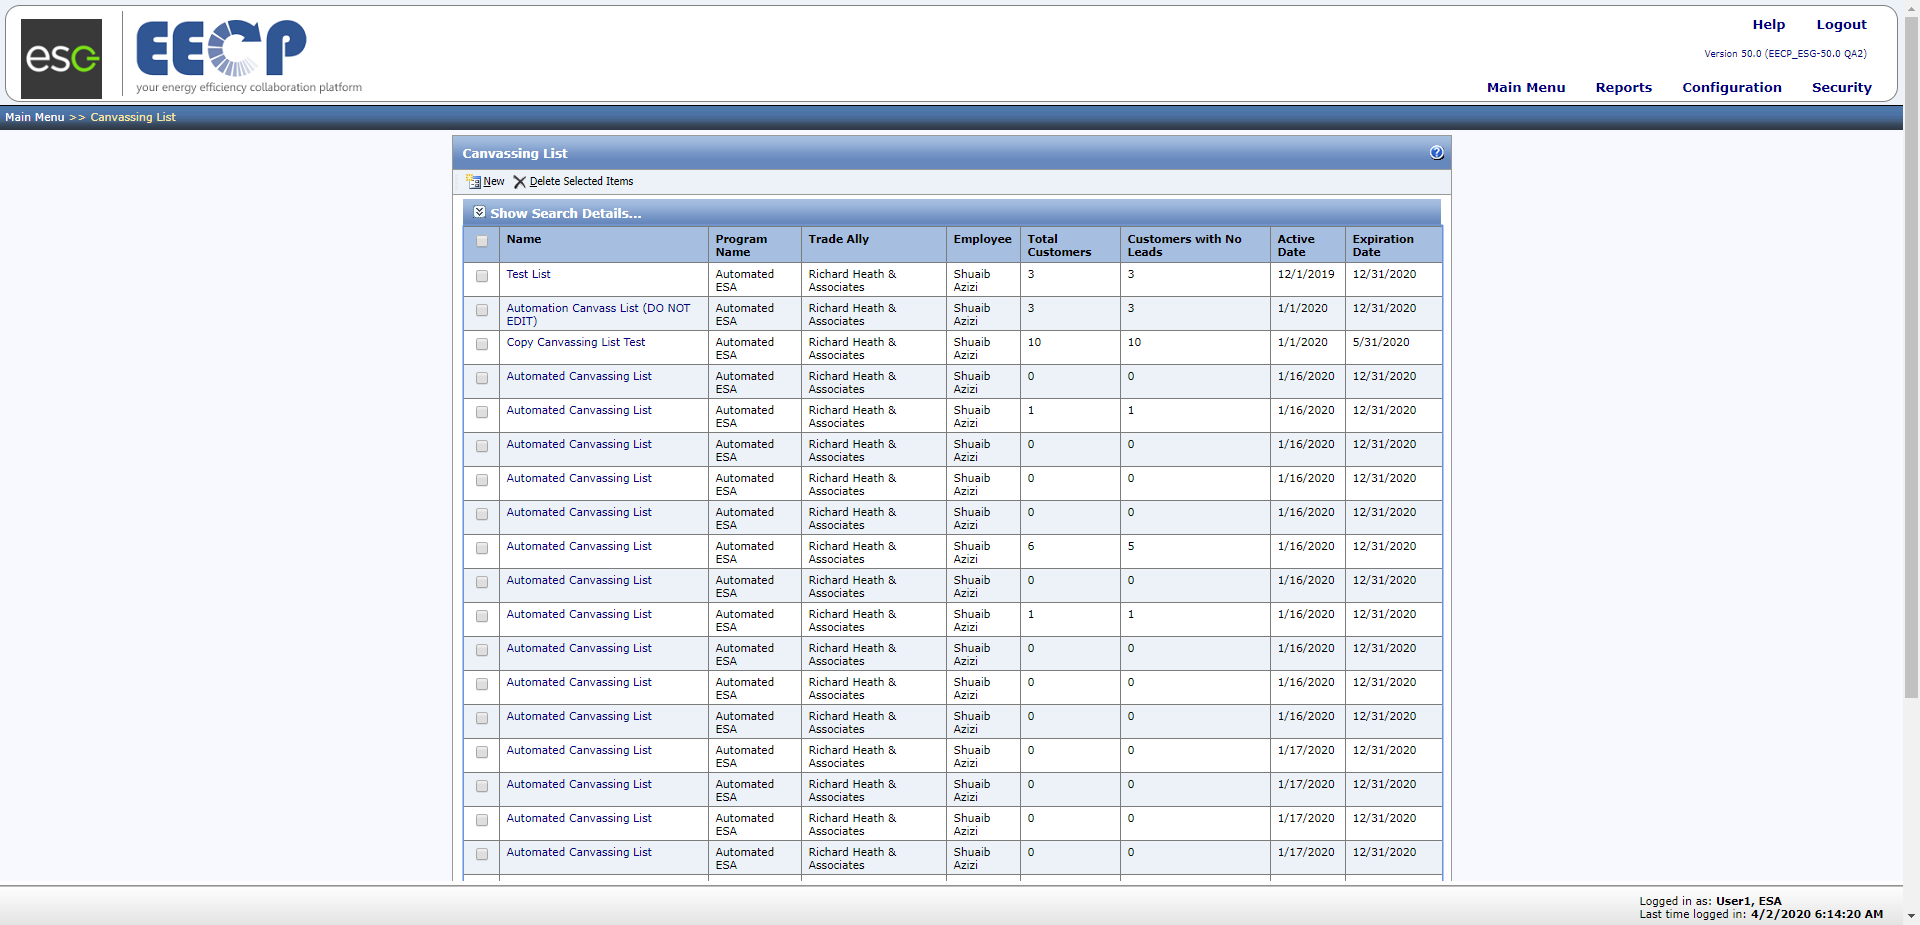 esg
EECP
your energy efficiency collaboration platform
Help Logout
Version 50.0 (EECP_ESG-50.0 QA2)
Main Menu Reports Configuration Security
Main Menu >> Canvassing List
Canvassing List
New Delete Selected Items
Show Search Details...
Name Program Name Trade Ally Employee Total Customers Customers with No Leads Active Date Expiration Date
Test List Automated ESA Richard Heath & Associates Shuaib Azizi 3 3 12/1/2019 12/31/2020
Automation Canvass List (DO NOT EDIT) Automated ESA Richard Heath & Associates Shuaib Azizi 3 3 1/1/2020 12/31/2020
Copy Canvassing List Test Automated ESA Richard Heath & Associates Shuaib Azizi 10 10 1/1/2020 5/31/2020
Automated Canvassing List Automated ESA Richard Heath & Associates Shuaib Azizi 0 0 1/16/2020 12/31/2020
Automated Canvassing List Automated ESA Richard Heath & Associates Shuaib Azizi 1 1 1/16/2020 12/31/2020
Automated Canvassing List Automated ESA Richard Heath & Associates Shuaib Azizi 0 0 1/16/2020 12/31/2020
Automated Canvassing List Automated ESA Richard Heath & Associates Shuaib Azizi 0 0 1/16/2020 12/31/2020
Automated Canvassing List Automated ESA Richard Heath & Associates Shuaib Azizi 0 0 1/16/2020 12/31/2020
Automated Canvassing List Automated ESA Richard Heath & Associates Shuaib Azizi 6 5 1/16/2020 12/31/2020
Automated Canvassing List Automated ESA Richard Heath & Associates Shuaib Azizi 0 0 1/16/2020 12/31/2020
Automated Canvassing List Automated ESA Richard Heath & Associates Shuaib Azizi 1 1 1/16/2020 12/31/2020
Automated Canvassing List Automated ESA Richard Heath & Associates Shuaib Azizi 0 0 1/16/2020 12/31/2020
Automated Canvassing List Automated ESA Richard Heath & Associates Shuaib Azizi 0 0 1/16/2020 12/31/2020
Automated Canvassing List Automated ESA Richard Heath & Associates Shuaib Azizi 0 0 1/16/2020 12/31/2020
Automated Canvassing List Automated ESA Richard Heath & Associates Shuaib Azizi 0 0 1/17/2020 12/31/2020
Automated Canvassing List Automated ESA Richard Heath & Associates Shuaib Azizi 0 0 1/17/2020 12/31/2020
Automated Canvassing List Automated ESA Richard Heath & Associates Shuaib Azizi 0 0 1/17/2020 12/31/2020
Automated Canvassing List Automated ESA Richard Heath & Associates Shuaib Azizi 0 0 1/17/2020 12/31/2020
Logged in as: User1, ESA
Last time logged in: 4/2/2020 6:14:20 AM